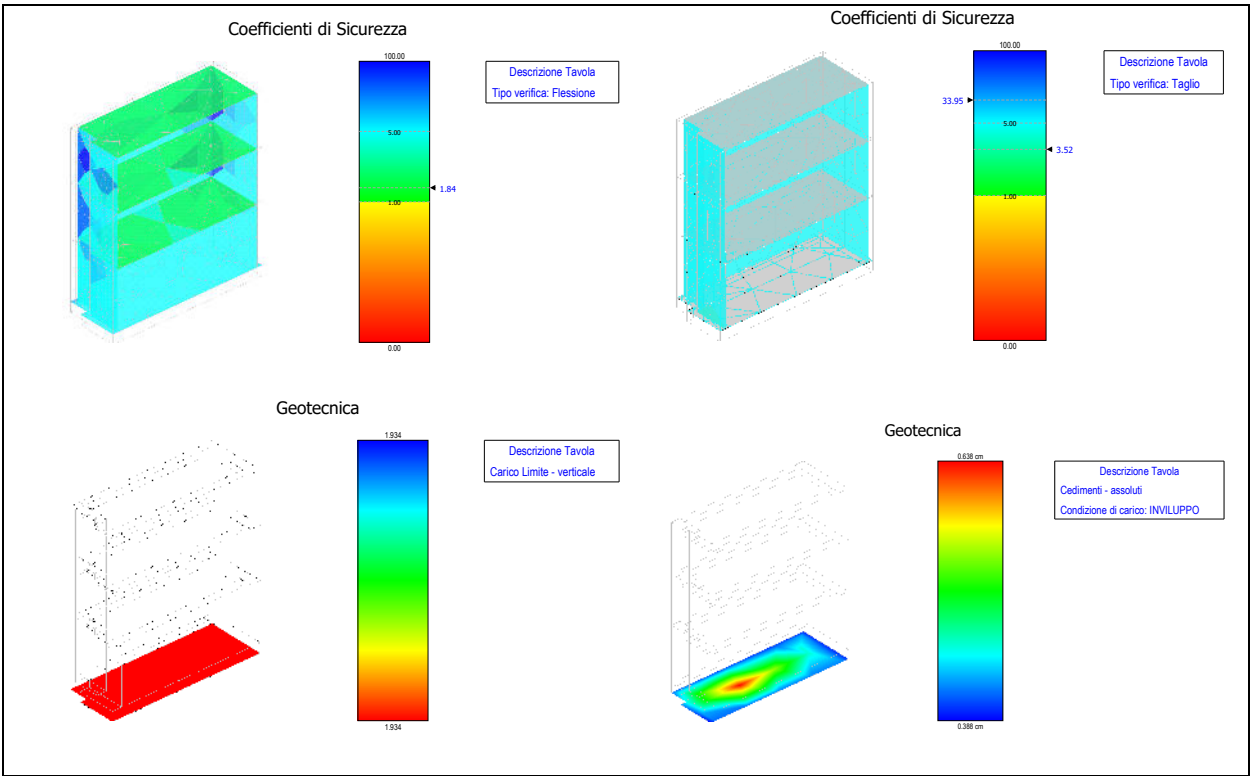 Coefficienti di Sicurezza
100.00
5.00
1.84
1.00
0.00
Descrizione Tavola
Tipo verifica: Flessione
Coefficienti di Sicurezza
100.00
33.95
5.00
3.52
1.00
0.00
Descrizione Tavola
Tipo verifica: Taglio
Geotecnica
1.934
1.934
Descrizione Tavola
Carico Limite - verticale
Geotecnica
0.638 cm
0.388 cm
Descrizione Tavola
Cedimenti - assoluti
Condizione di carico: INVILUPPO